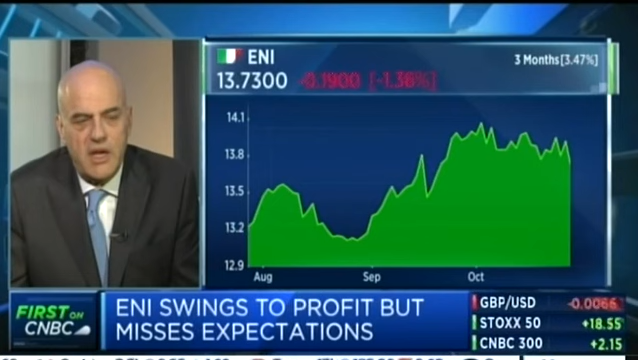 ENI
13.7300 -0.1900 [-1.36%]
3 Months[3.47%]
14.1
13.8
13.5
13.2
12.9
Aug Sep Oct
FIRST ON
CNBC
ENI SWINGS TO PROFIT BUT
MISSES EXPECTATIONS
GBP/USD -0.0066
STOXX 50 +18.55
CNBC 300 +2.15